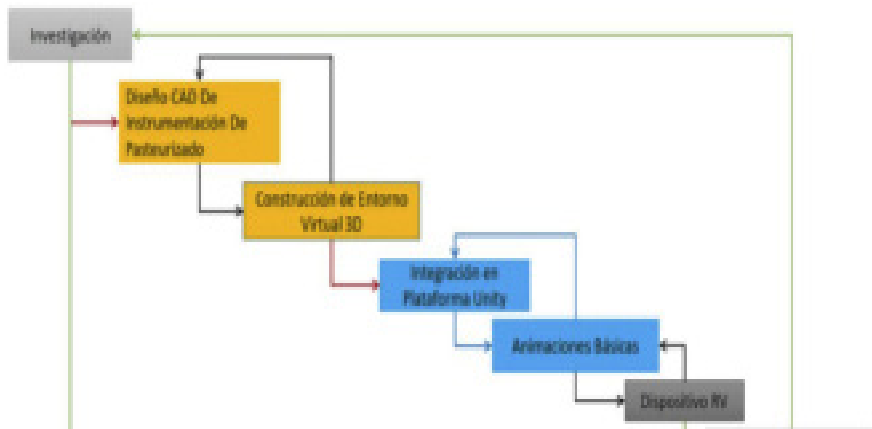 Investigación
Diseño CAD De
Instrumentación De
Pasteurizado
Construcción de Entorno
Virtual 3D
Integración en
Plataforma Unity
Animaciones Básicas
Dispositivo RV